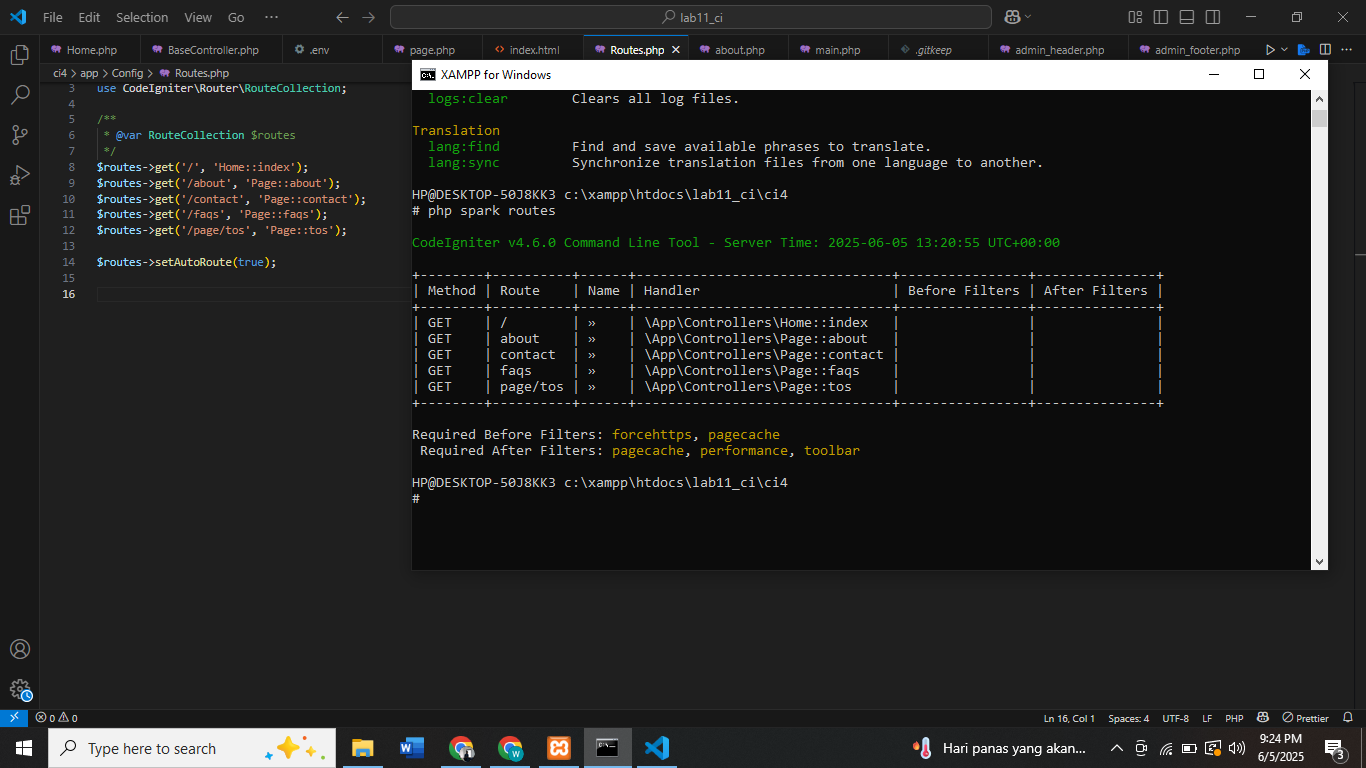 File Edit Selection View Go ··· lab11_ci
Home.php BaseController.php .env page.php index.html Routes.php about.php main.php .gitkeep admin_header.php admin_footer.php
ci4 > app > Config > Routes.php
3 use CodeIgniter\Router\RouteCollection;
4
5 /**
6 * @var RouteCollection $routes
7 */
8 $routes->get('/', 'Home::index');
9 $routes->get('/about', 'Page::about');
10 $routes->get('/contact', 'Page::contact');
11 $routes->get('/faqs', 'Page::faqs');
12 $routes->get('/page/tos', 'Page::tos');
13
14 $routes->setAutoRoute(true);
15
16
XAMPP for Windows
logs:clear Clears all log files.
Translation
lang:find Find and save available phrases to translate.
lang:sync Synchronize translation files from one language to another.
HP@DESKTOP-50J8KK3 c:\xampp\htdocs\lab11_ci\ci4
# php spark routes
CodeIgniter v4.6.0 Command Line Tool - Server Time: 2025-06-05 13:20:55 UTC+00:00
+--------+----------+------+--------------------------------+----------------+---------------+
| Method | Route | Name | Handler | Before Filters | After Filters |
+--------+----------+------+--------------------------------+----------------+---------------+
| GET | / | » | \App\Controllers\Home::index | | |
| GET | about | » | \App\Controllers\Page::about | | |
| GET | contact | » | \App\Controllers\Page::contact | | |
| GET | faqs | » | \App\Controllers\Page::faqs | | |
| GET | page/tos | » | \App\Controllers\Page::tos | | |
+--------+----------+------+--------------------------------+----------------+---------------+
Required Before Filters: forcehttps, pagecache
Required After Filters: pagecache, performance, toolbar
HP@DESKTOP-50J8KK3 c:\xampp\htdocs\lab11_ci\ci4
#
0 0 Ln 16, Col 1 Spaces: 4 UTF-8 LF PHP Prettier
Type here to search Hari panas yang akan... 9:24 PM
6/5/2025 3